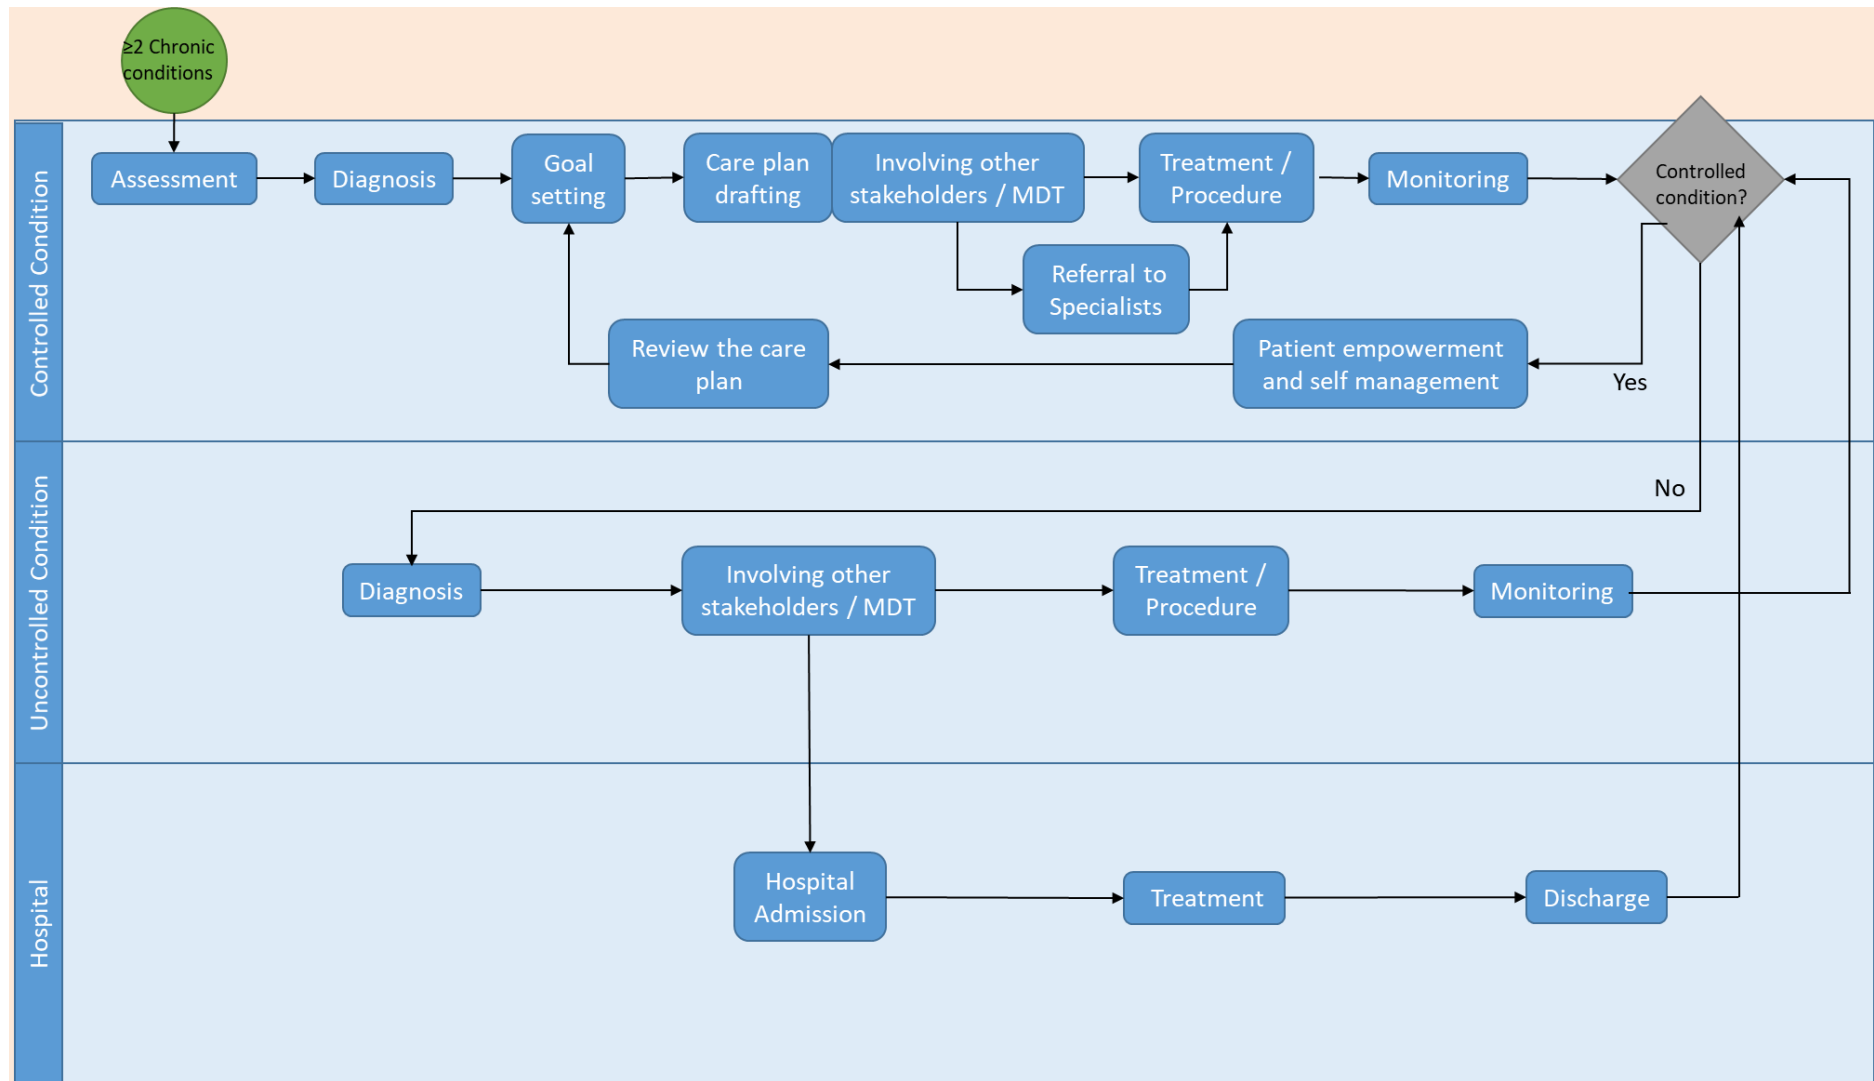 ≥2 Chronic
conditions
Controlled Condition
Assessment
Diagnosis
Goal
setting
Care plan
drafting
Involving other
stakeholders / MDT
Treatment /
Procedure
Monitoring
Controlled
condition?
Referral to
Specialists
Review the care
plan
Patient empowerment
and self management
Yes
Uncontrolled Condition
No
Diagnosis
Involving other
stakeholders / MDT
Treatment /
Procedure
Monitoring
Hospital
Hospital
Admission
Treatment
Discharge